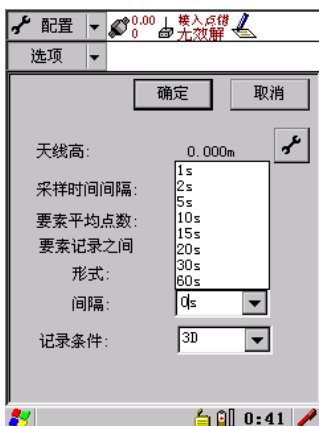 配置 0.00 接入点错
0 无效解
选项
确定 取消
天线高: 0.000m
采样时间间隔:
要素平均点数:
要素记录之间
形式:
1s
2s
5s
10s
15s
20s
30s
60s
间隔: 0s
记录条件: 3D
0:41